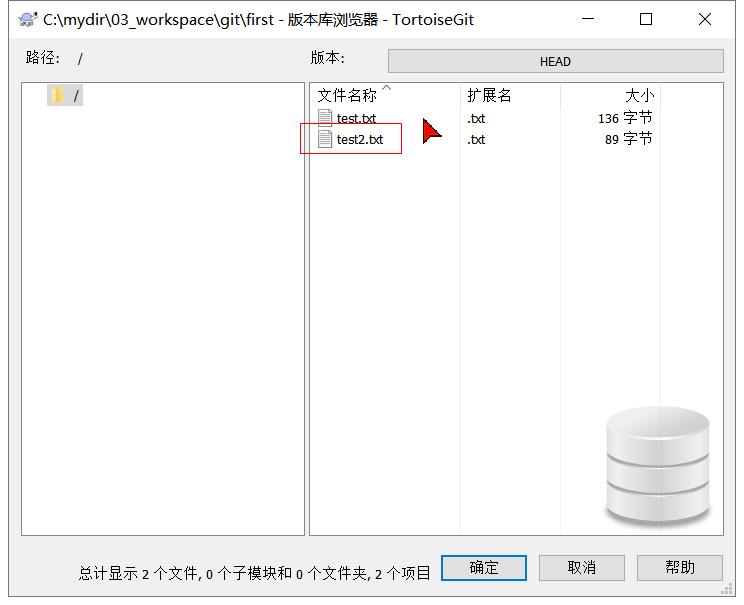 C:\mydir\03_workspace\git\first - 版本库浏览器 - TortoiseGit
路径: / 版本: HEAD
/
文件名称 扩展名 大小
test.txt .txt 136 字节
test2.txt .txt 89 字节
总计显示 2 个文件, 0 个子模块和 0 个文件夹, 2 个项目
确定 取消 帮助